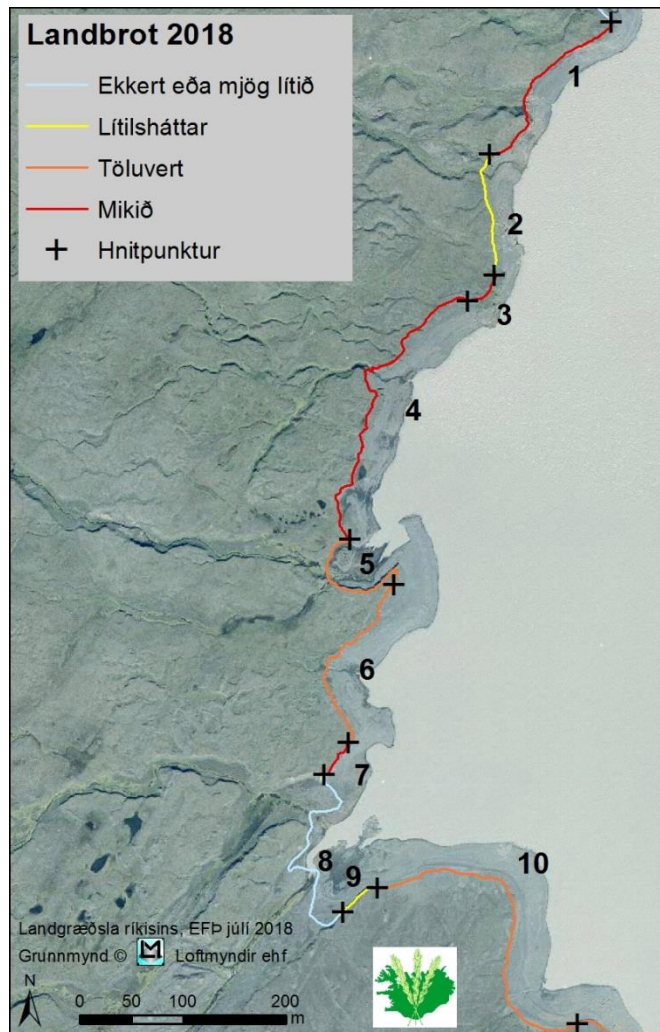 Landbrot 2018
Ekkert eða mjög lítið
Lítilsháttar
Töluvert
Mikið
Hnitpunktur
1
2
3
4
5
6
7
8
9
10
Landgræðsla ríkisins, EFÞ júlí 2018
Grunnmynd © LM Loftmyndir ehf
N
0 50 100 200
m